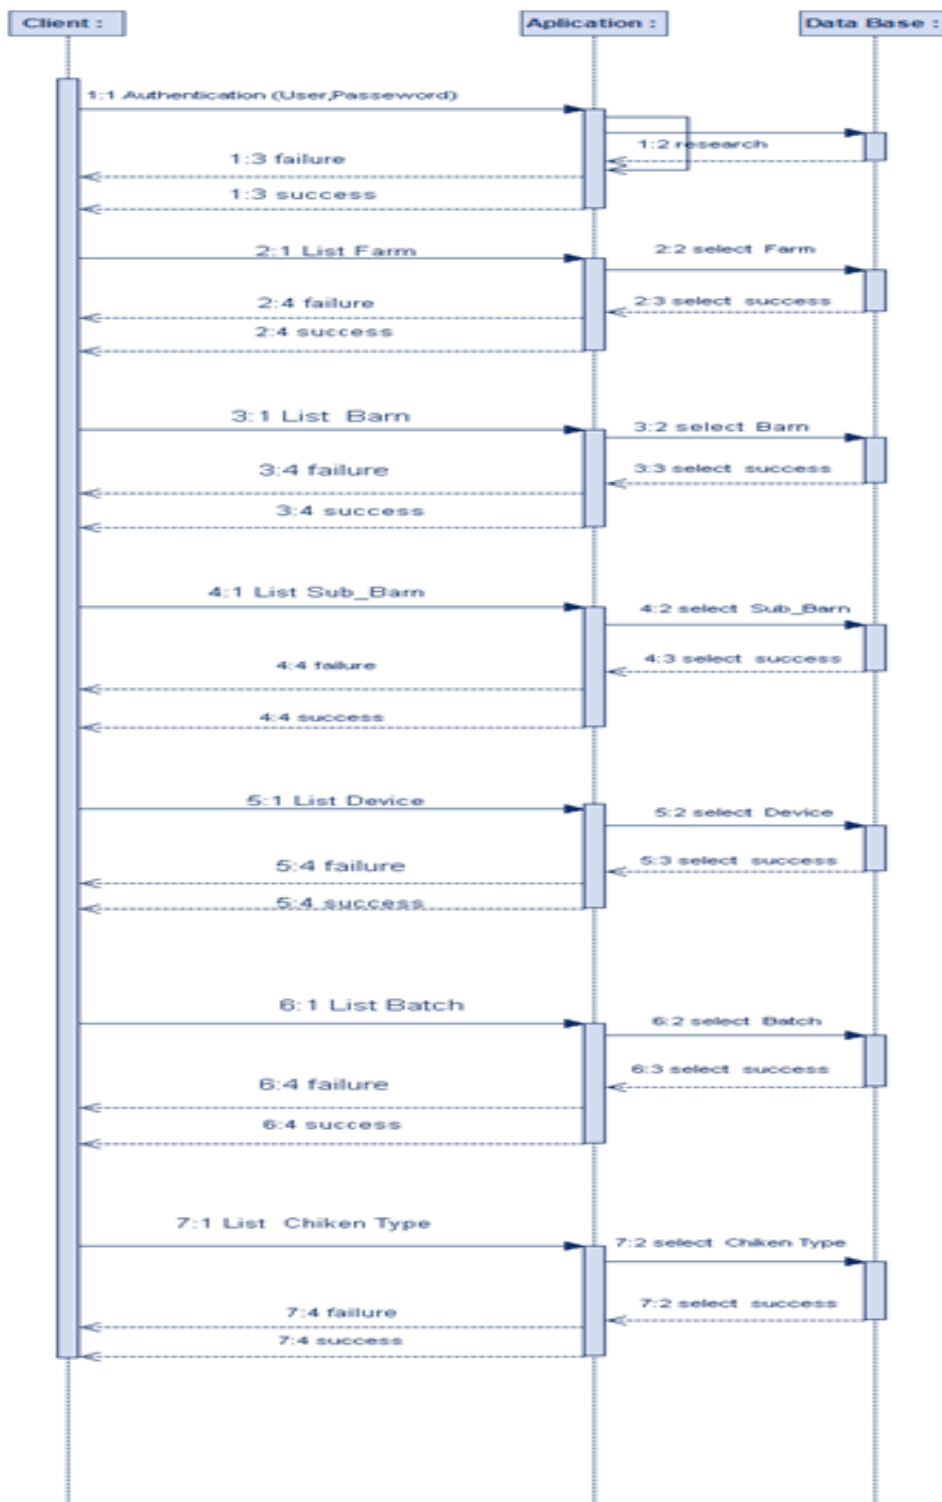 Client :
Aplication :
Data Base :
1:1 Authentication (User,Passeword)
1:2 research
1:3 failure
1:3 success
2:1 List Farm
2:2 select Farm
2:3 select success
2:4 failure
2:4 success
3:1 List Barn
3:2 select Barn
3:3 select success
3:4 failure
3:4 success
4:1 List Sub_Barn
4:2 select Sub_Barn
4:3 select success
4:4 failure
4:4 success
5:1 List Device
5:2 select Device
5:3 select success
5:4 failure
5:4 success
6:1 List Batch
6:2 select Batch
6:3 select success
6:4 failure
6:4 success
7:1 List Chiken Type
7:2 select Chiken Type
7:2 select success
7:4 failure
7:4 success